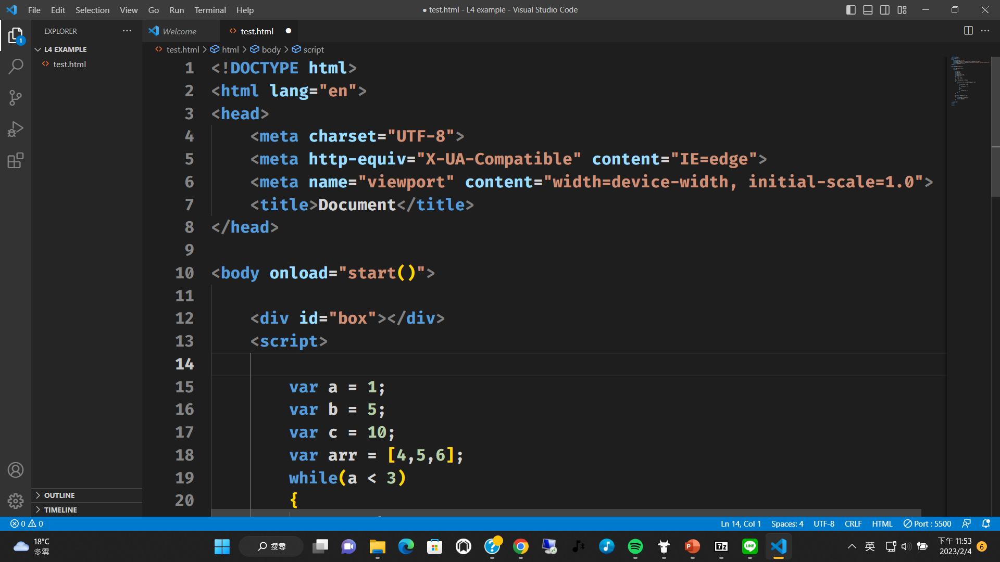 File Edit Selection View Go Run Terminal Help
● test.html - L4 example - Visual Studio Code
EXPLORER
Welcome
test.html
1
L4 EXAMPLE
test.html
test.html > html > body > script
1 <!DOCTYPE html>
2 <html lang="en">
3 <head>
4 <meta charset="UTF-8">
5 <meta http-equiv="X-UA-Compatible" content="IE=edge">
6 <meta name="viewport" content="width=device-width, initial-scale=1.0">
7 <title>Document</title>
8 </head>
9
10 <body onload="start()">
11
12 <div id="box"></div>
13 <script>
14
15 var a = 1;
16 var b = 5;
17 var c = 10;
18 var arr = [4,5,6];
19 while(a < 3)
20 {
OUTLINE
TIMELINE
0 0
Ln 14, Col 1 Spaces: 4 UTF-8 CRLF HTML Port : 5500
18°C
多雲
搜尋
P
7z
LINE
英
下午 11:53
2023/2/4
6